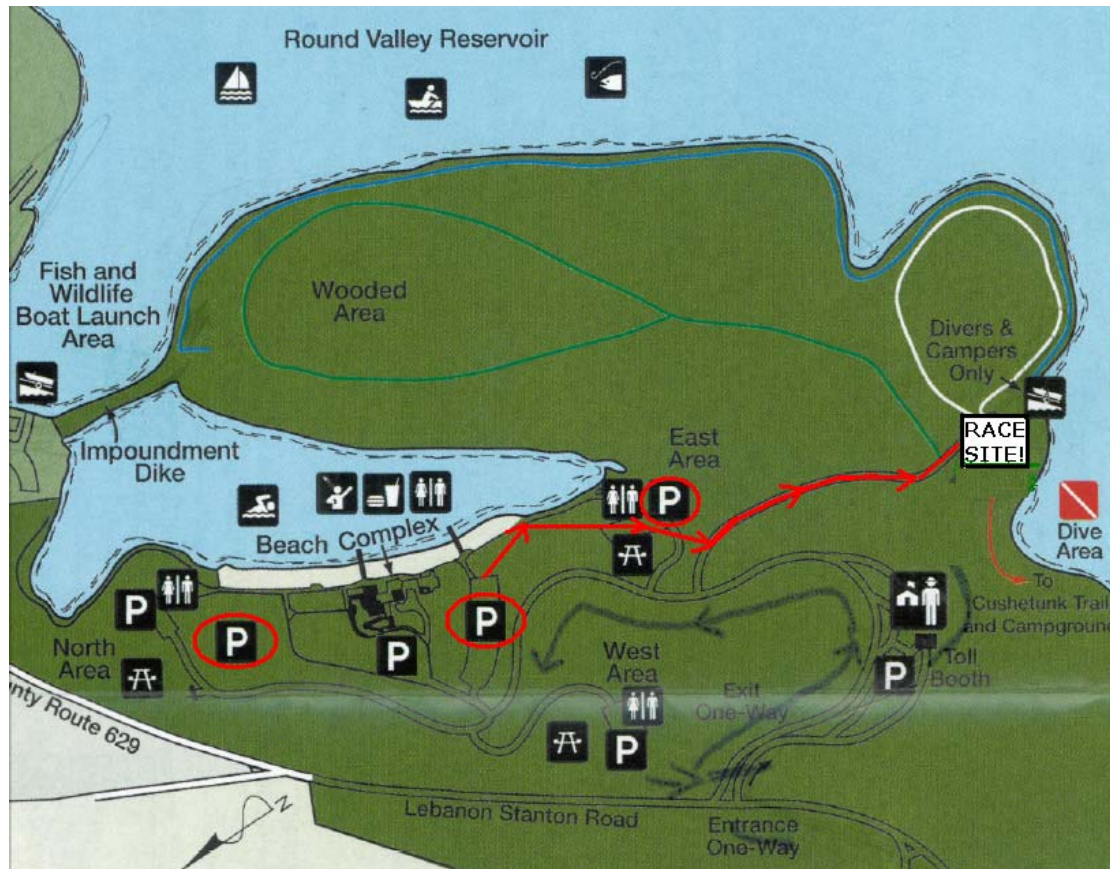 Round Valley Reservoir
Fish and
Wildlife
Boat Launch
Area
Wooded
Area
Divers &
Campers
Only
Impoundment
Dike
East
Area
RACE
SITE!
P
Beach Complex
Dive
Area
To
Cushetunk Trail
and Campground
P
P
P
P
North
Area
West
Area
P
Toll
Booth
P
Exit
One-Way
nty Route 629
Lebanon Stanton Road
Entrance
One-Way
N